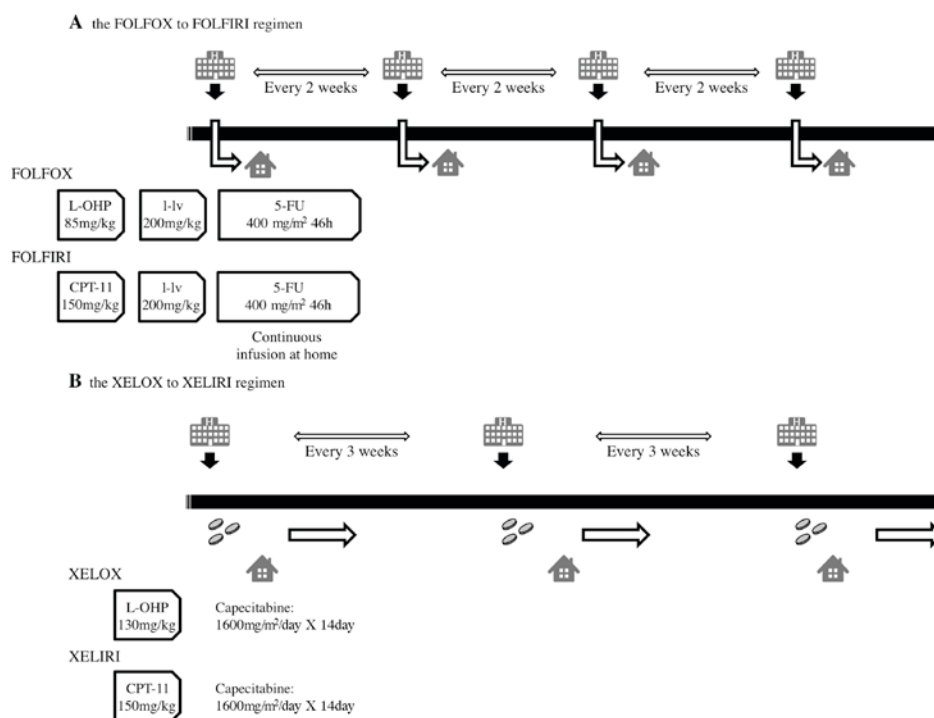 A the FOLFOX to FOLFIRI regimen
H H H H
Every 2 weeks Every 2 weeks Every 2 weeks
FOLFOX
L-OHP l-lv 5-FU
85mg/kg 200mg/kg 400 mg/m² 46h
FOLFIRI
CPT-11 l-lv 5-FU
150mg/kg 200mg/kg 400 mg/m² 46h
Continuous
infusion at home
B the XELOX to XELIRI regimen
H H H
Every 3 weeks Every 3 weeks
XELOX
L-OHP Capecitabine:
130mg/kg 1600mg/m²/day X 14day
XELIRI
CPT-11 Capecitabine:
150mg/kg 1600mg/m²/day X 14day